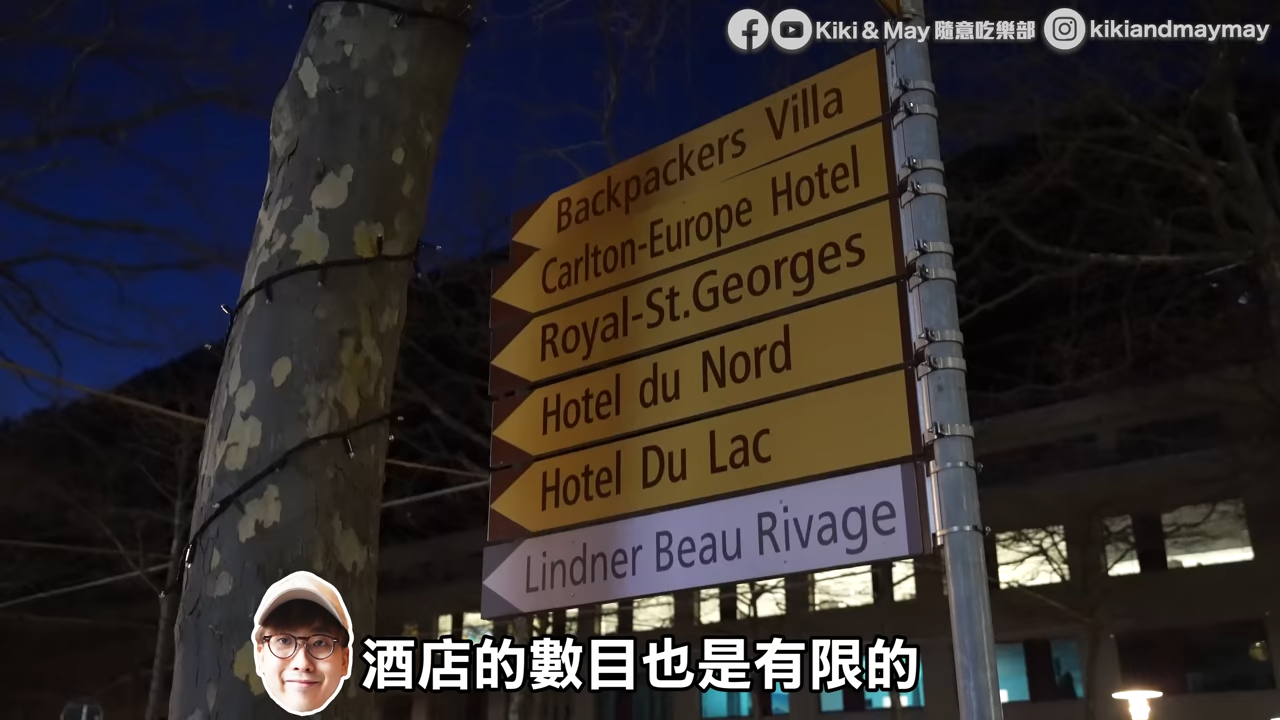 Kiki & May 隨意吃樂部 kikiandmaymay
Backpackers Villa
Carlton-Europe Hotel
Royal-St.Georges
Hotel du Nord
Hotel Du Lac
Lindner Beau Rivage
酒店的數目也是有限的